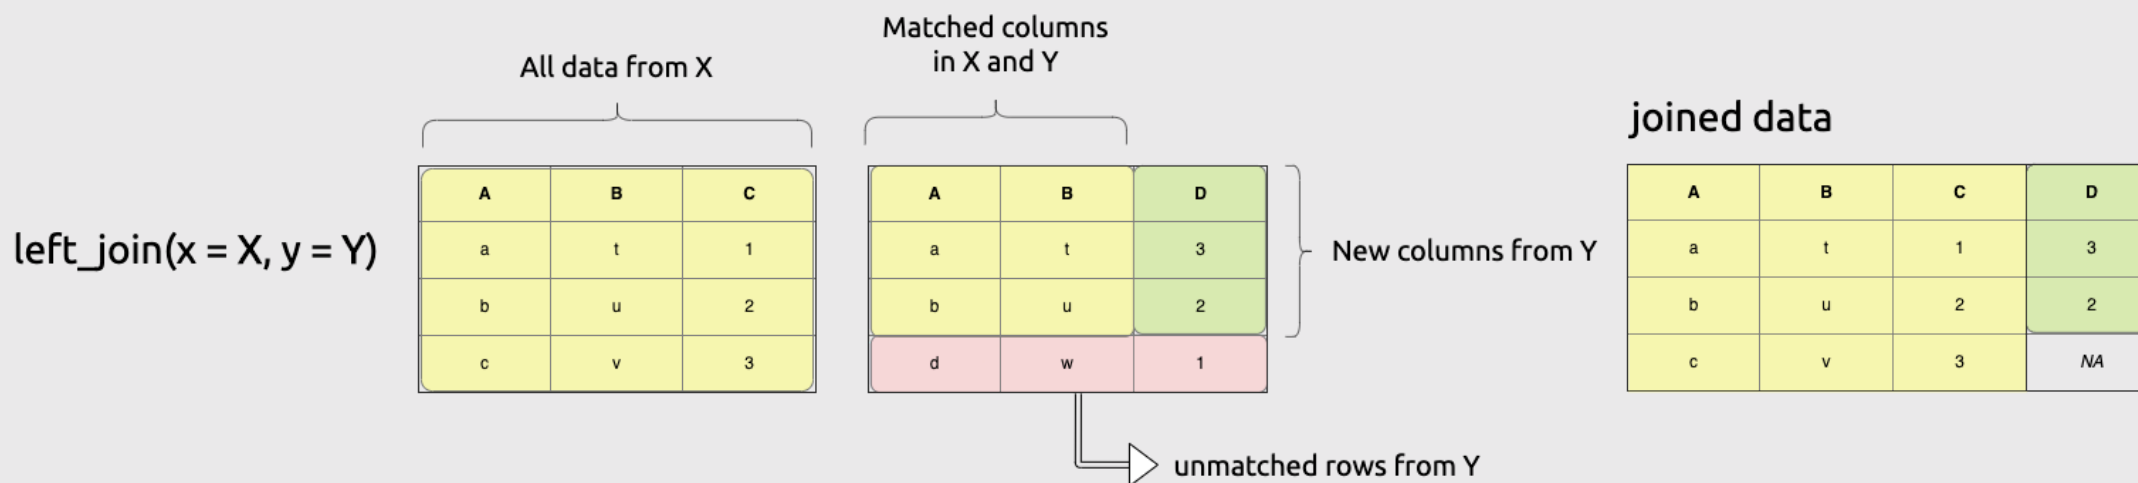 left_join(x = X, y = Y)
All data from X
A B C
a t 1
b u 2
c v 3
Matched columns
in X and Y
A B D
a t 3
b u 2
d w 1
New columns from Y
unmatched rows from Y
joined data
A B C D
a t 1 3
b u 2 2
c v 3 NA